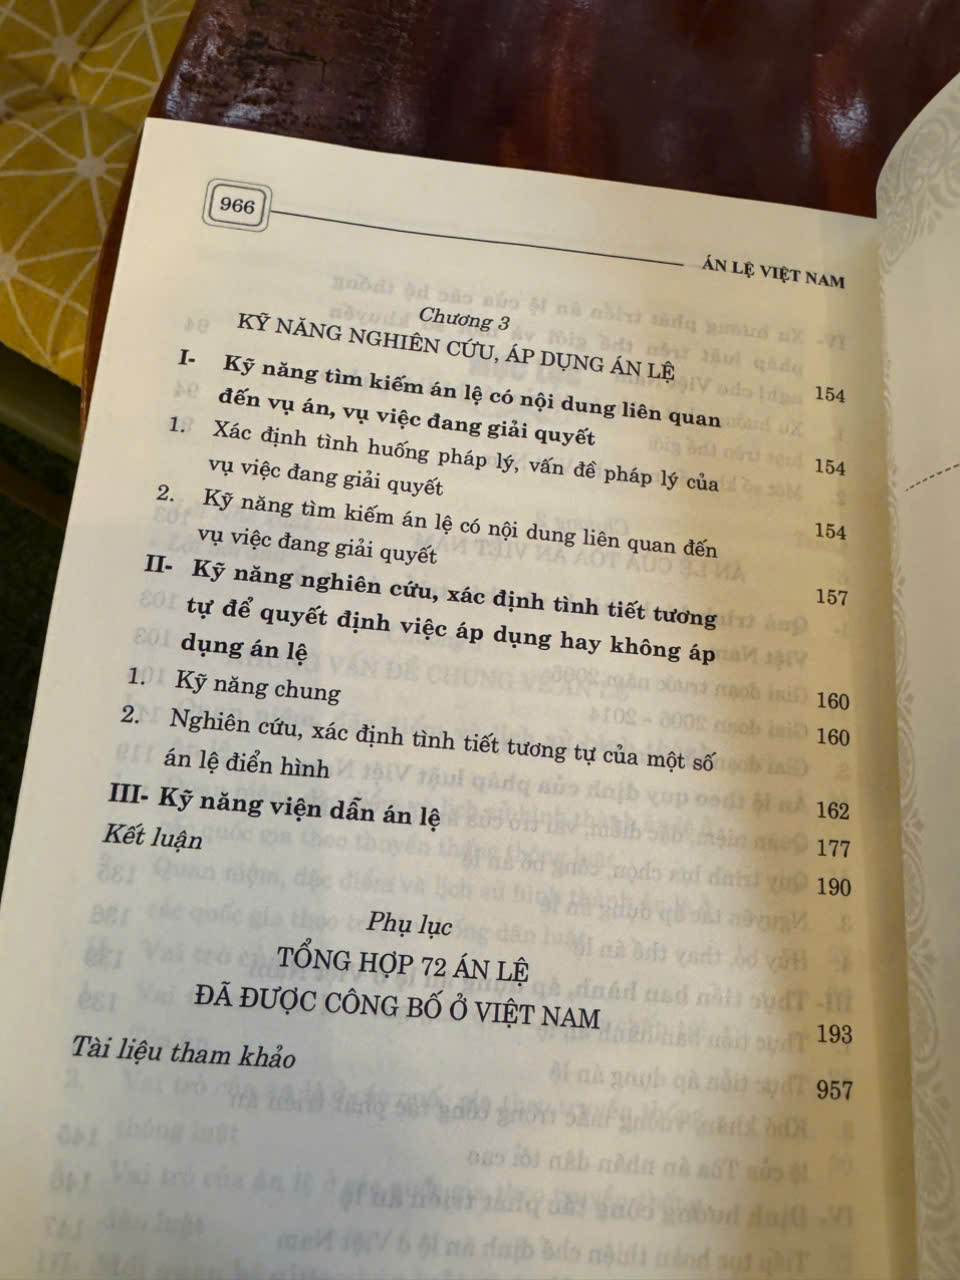 966
ÁN LỆ VIỆT NAM
Chương 3
KỸ NĂNG NGHIÊN CỨU, ÁP DỤNG ÁN LỆ 154
I- Kỹ năng tìm kiếm án lệ có nội dung liên quan
đến vụ án, vụ việc đang giải quyết 154
1. Xác định tình huống pháp lý, vấn đề pháp lý của
vụ việc đang giải quyết 154
2. Kỹ năng tìm kiếm án lệ có nội dung liên quan đến
vụ việc đang giải quyết 157
II- Kỹ năng nghiên cứu, xác định tình tiết tương
tự để quyết định việc áp dụng hay không áp
dụng án lệ 160
1. Kỹ năng chung 160
2. Nghiên cứu, xác định tình tiết tương tự của một số
án lệ điển hình 162
III- Kỹ năng viện dẫn án lệ 177
Kết luận 190
Phụ lục
TỔNG HỢP 72 ÁN LỆ
ĐÃ ĐƯỢC CÔNG BỐ Ở VIỆT NAM 193
Tài liệu tham khảo 957